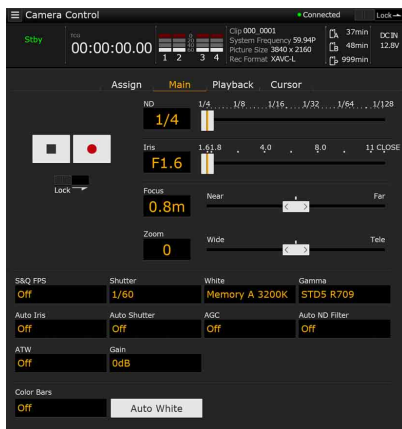 Camera Control
Connected
Lock
Stby
TCG
00:00:00.00
0
20
40
60
1 2 3 4
Clip 000_0001
System Frequency 59.94P
Picture Size 3840 x 2160
Rec Format XAVC-L
A 37min
B 48min
P 999min
DC IN
12.8V
Assign Main Playback Cursor
ND
1/4
1/4 1/8 1/16 1/32 1/64 1/128
Iris
F1.6
1.6 1.8 4.0 8.0 11 CLOSE
Lock
Focus
0.8m
Near Far
Zoom
0
Wide Tele
S&Q FPS Shutter White Gamma
Off 1/60 Memory A 3200K STD5 R709
Auto Iris Auto Shutter AGC Auto ND Filter
Off Off Off Off
ATW Gain
Off 0dB
Color Bars
Off Auto White